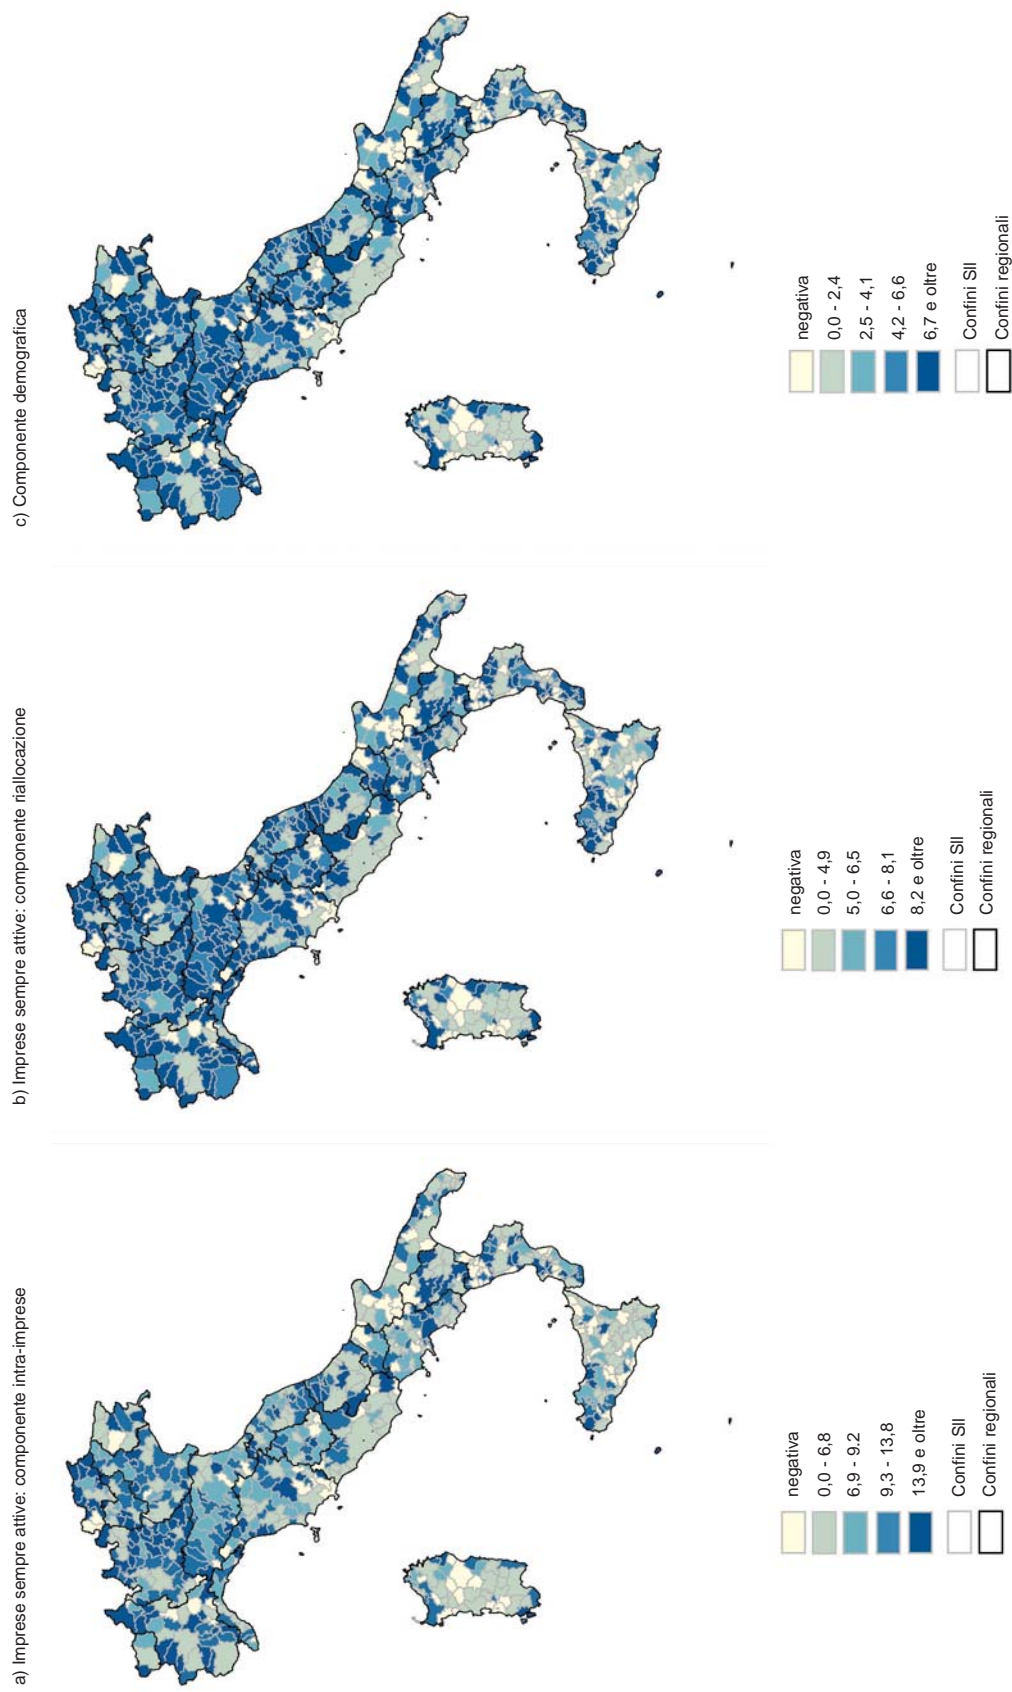 a) Imprese sempre attive: componente intra-imprese
negativa
0,0 - 6,8
6,9 - 9.2
9,3 - 13,8
13,9 e oltre
Confini Sll
Confini regionali
b) Imprese sempre attive: componente riallocazione
negativa
0,0 - 4,9
5,0 - 6,5
6,6 - 8,1
8,2 e oltre
Confini Sll
Confini regionali
c) Componente demografica
negativa
0,0 - 2,4
2,5 - 4,1
4,2 - 6,6
6,7 e oltre
Confini Sll
Confini regionali